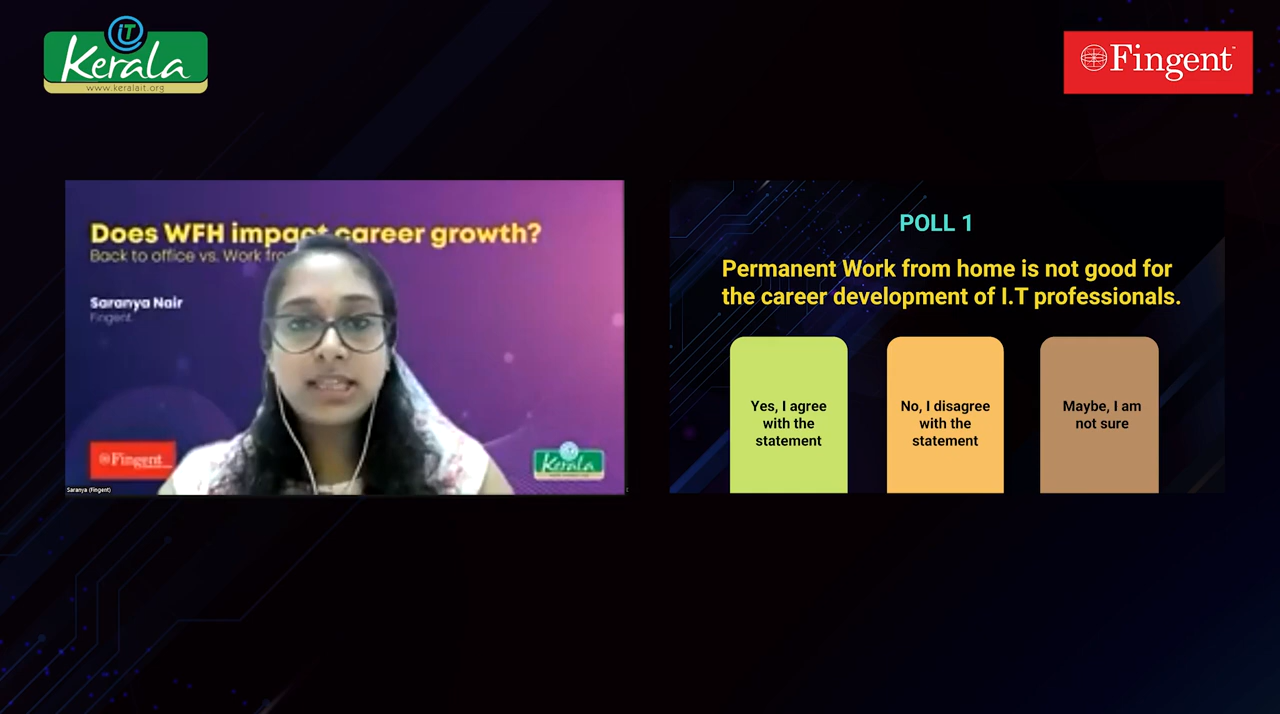 iT
Kerala
www.keralait.org
Fingent
Does WFH impact career growth?
Back to office vs. Work
Saranya Nair
Fingent
Fingent
Kerala
Saranya (Fingent)
POLL 1
Permanent Work from home is not good for
the career development of I.T professionals.
Yes, I agree
with the
statement
No, I disagree
with the
statement
Maybe, I am
not sure